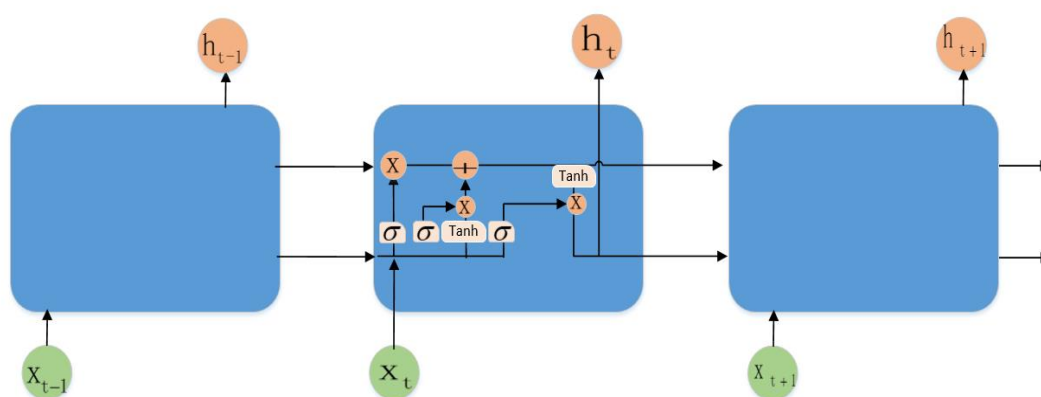 h t-1
h t
h t+1
X + Tanh
X X
σ σ Tanh σ
X t-1
X t
X t+1